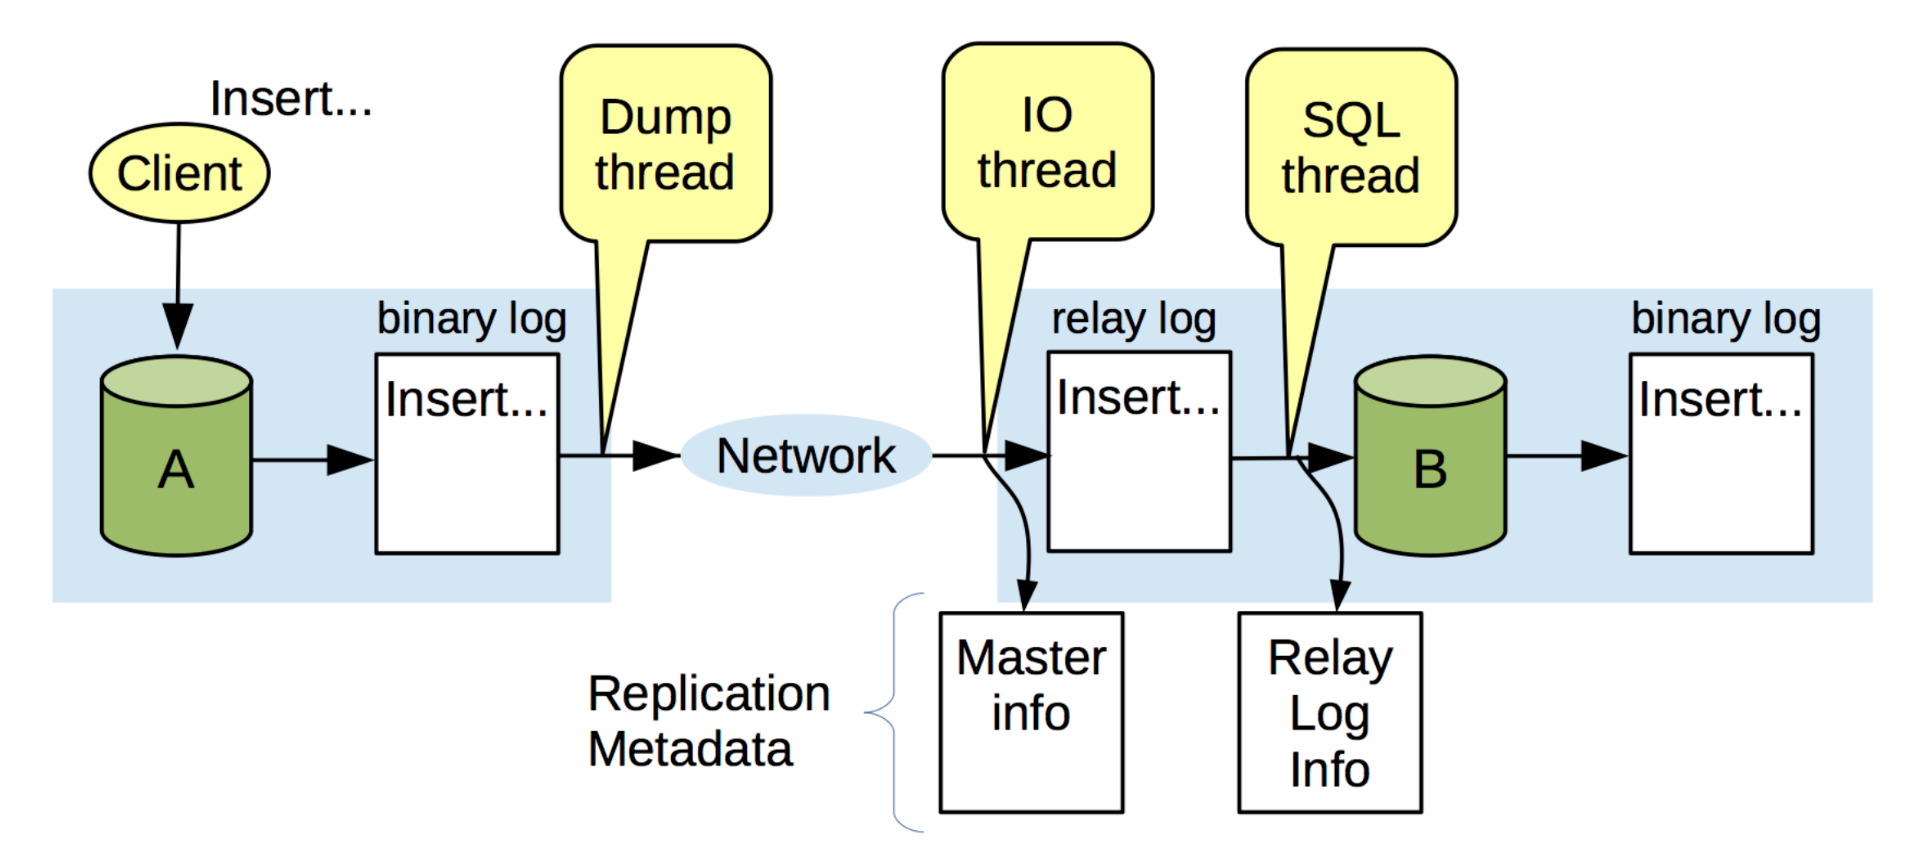 Insert...
Client
Dump
thread
IO
thread
SQL
thread
binary log
Insert...
A
Network
relay log
Insert...
B
binary log
Insert...
Replication
Metadata
Master
info
Relay
Log
Info